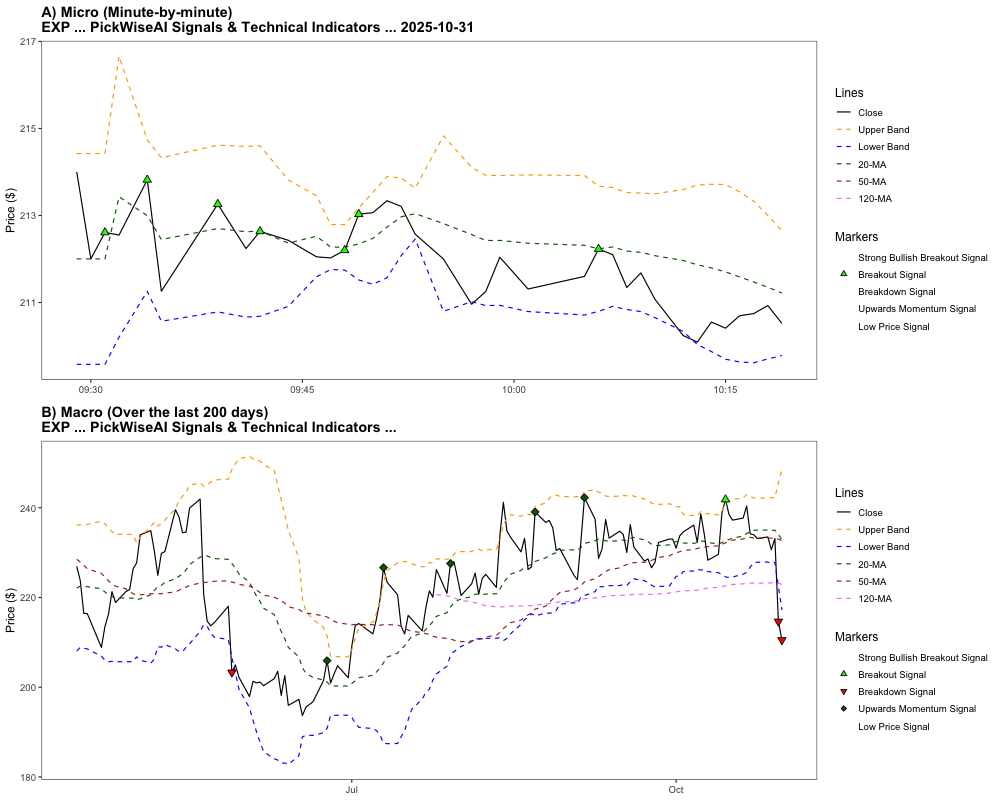 A) Micro (Minute-by-minute)
EXP ... PickWiseAI Signals & Technical Indicators ... 2025-10-31
217
215
213
211
Price ($)
09:30
09:45
10:00
10:15
Lines
Close
Upper Band
Lower Band
20-MA
50-MA
120-MA
Markers
Strong Bullish Breakout Signal
Breakout Signal
Breakdown Signal
Upwards Momentum Signal
Low Price Signal
B) Macro (Over the last 200 days)
EXP ... PickWiseAI Signals & Technical Indicators ...
240
220
200
180
Price ($)
Jul
Oct
Lines
Close
Upper Band
Lower Band
20-MA
50-MA
120-MA
Markers
Strong Bullish Breakout Signal
Breakout Signal
Breakdown Signal
Upwards Momentum Signal
Low Price Signal